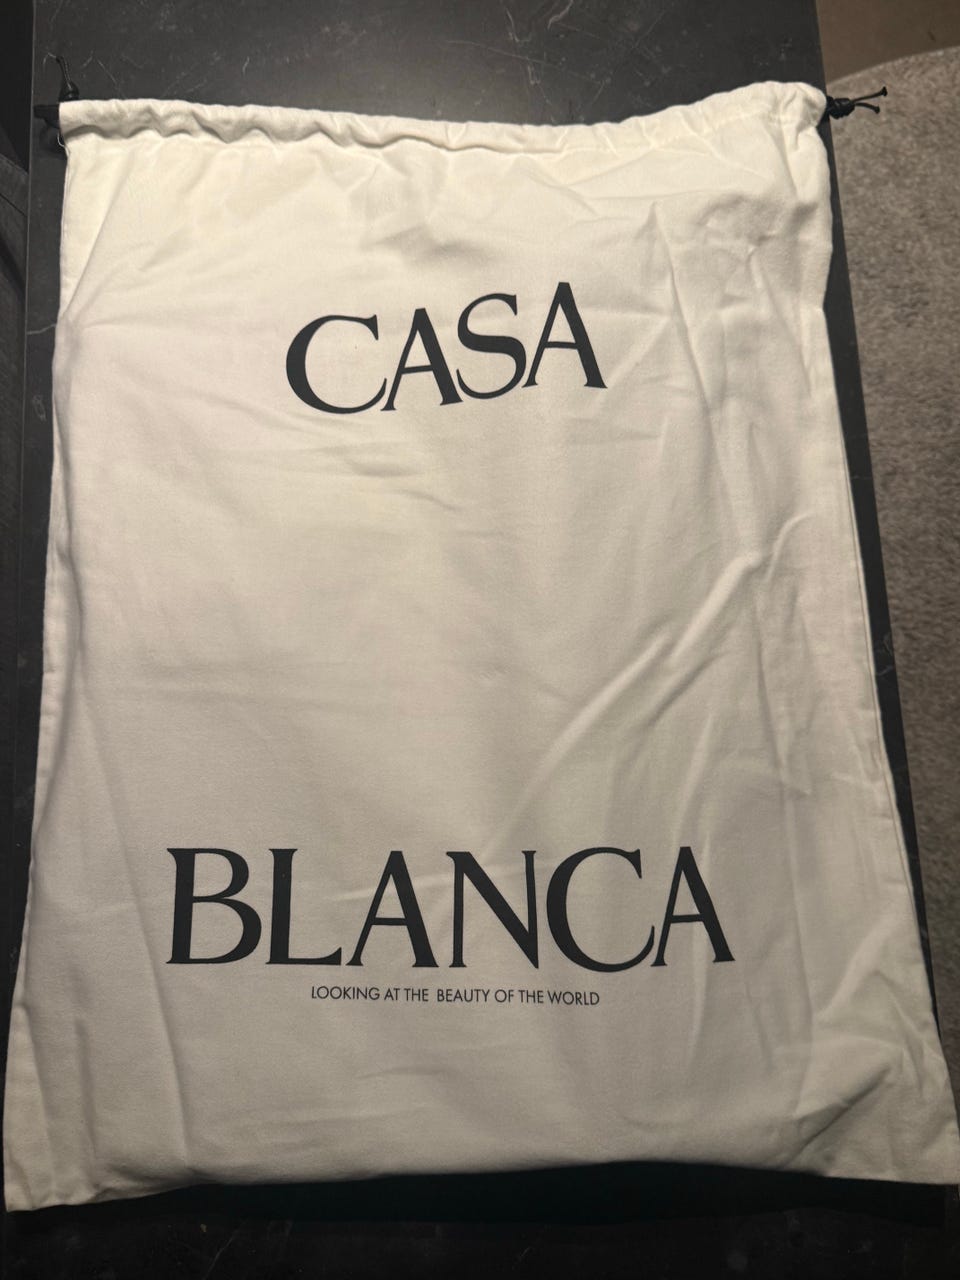 CASA
BLANCA
LOOKING AT THE BEAUTY OF THE WORLD